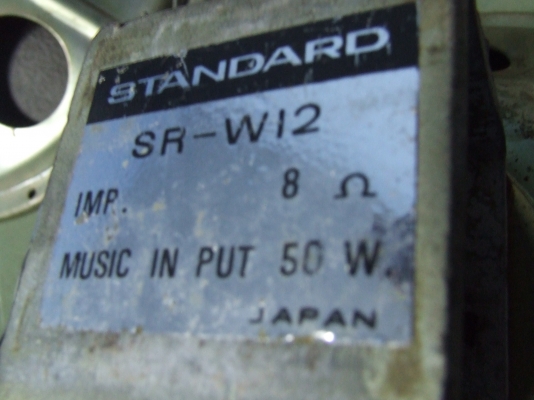 STANDARD
SR-W12
IMP. 8 Ω
MUSIC IN PUT 50 W.
JAPAN